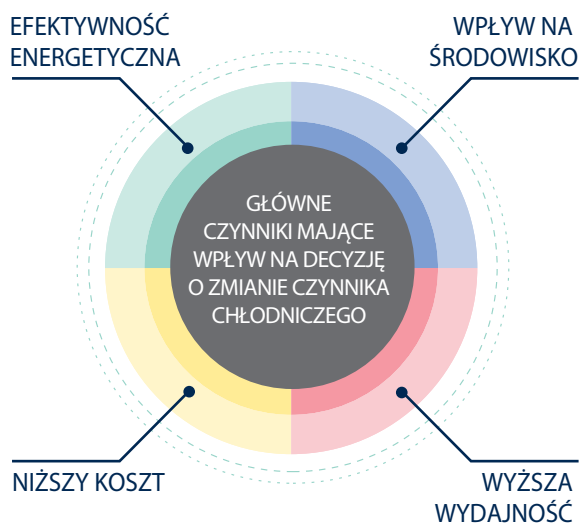 EFEKTYWNOŚĆ
ENERGETYCZNA
WPŁYW NA
ŚRODOWISKO
GŁÓWNE
CZYNNIKI MAJĄCE
WPŁYW NA DECYZJĘ
O ZMIANIE CZYNNIKA
CHŁODNICZEGO
NIŻSZY KOSZT
WYŻSZA
WYDAJNOŚĆ